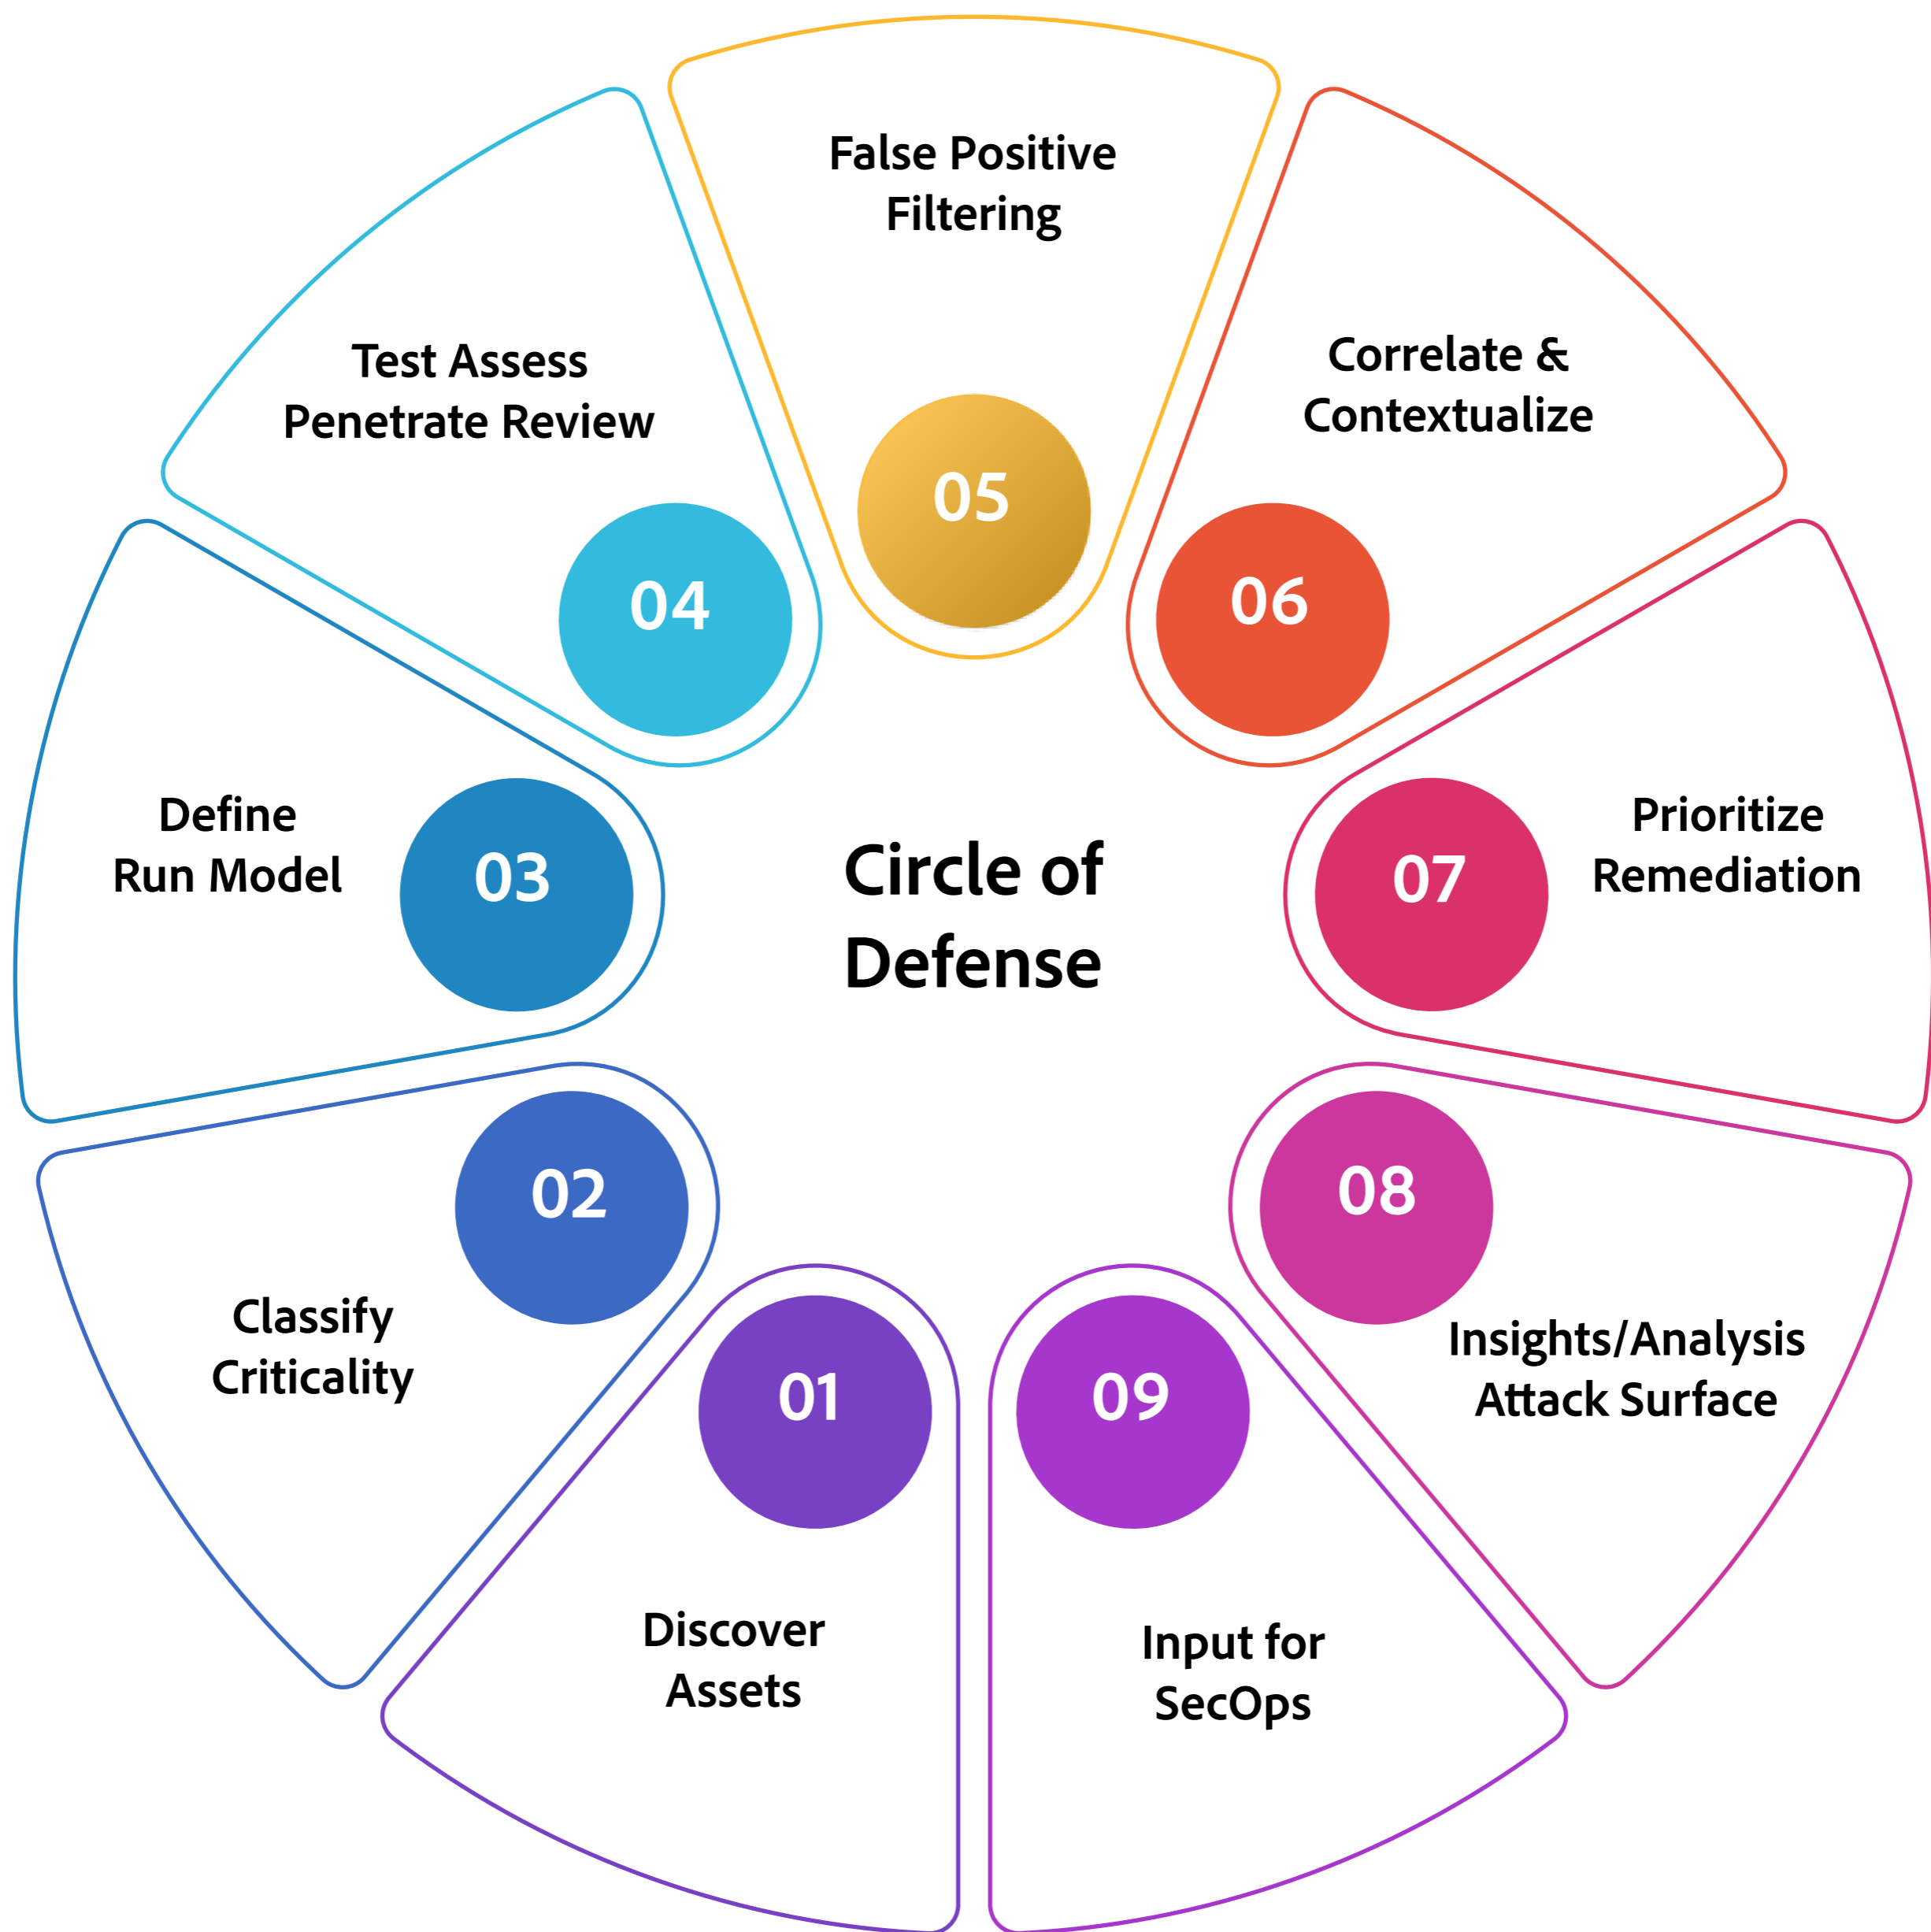 False Positive
Filtering
05
Test Assess
Penetrate Review
04
Correlate &
Contextualize
06
Define
Run Model
03
Circle of
Defense
07
Prioritize
Remediation
02
Classify
Criticality
08
Insights/Analysis
Attack Surface
01
Discover
Assets
09
Input for
SecOps